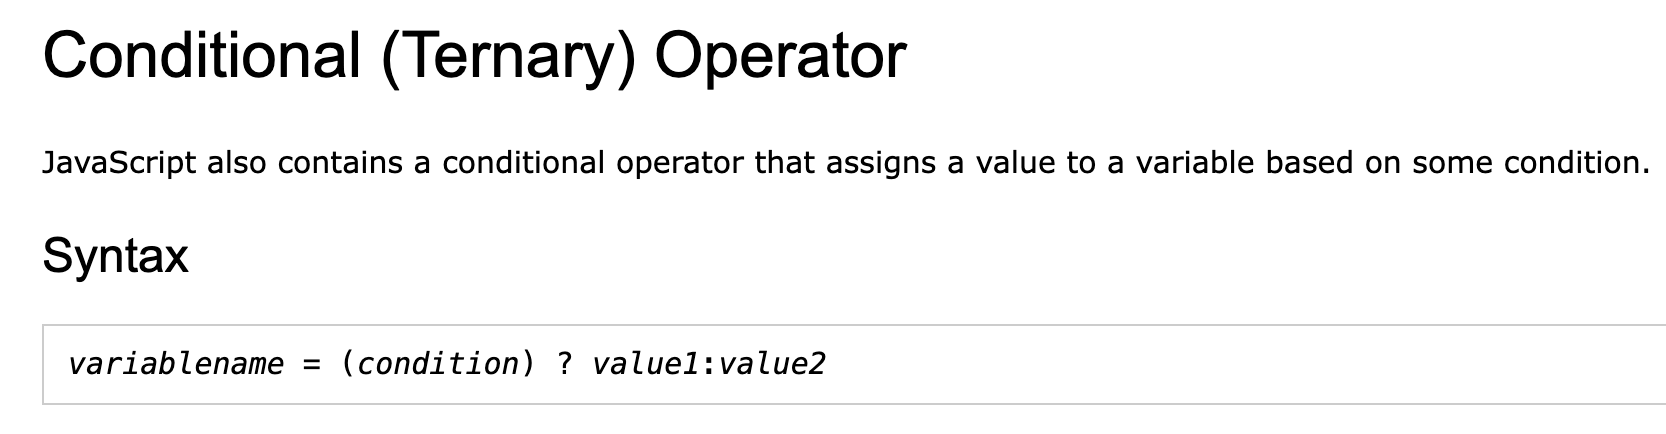 Conditional (Ternary) Operator
JavaScript also contains a conditional operator that assigns a value to a variable based on some condition.
Syntax
variablename = (condition) ? value1:value2